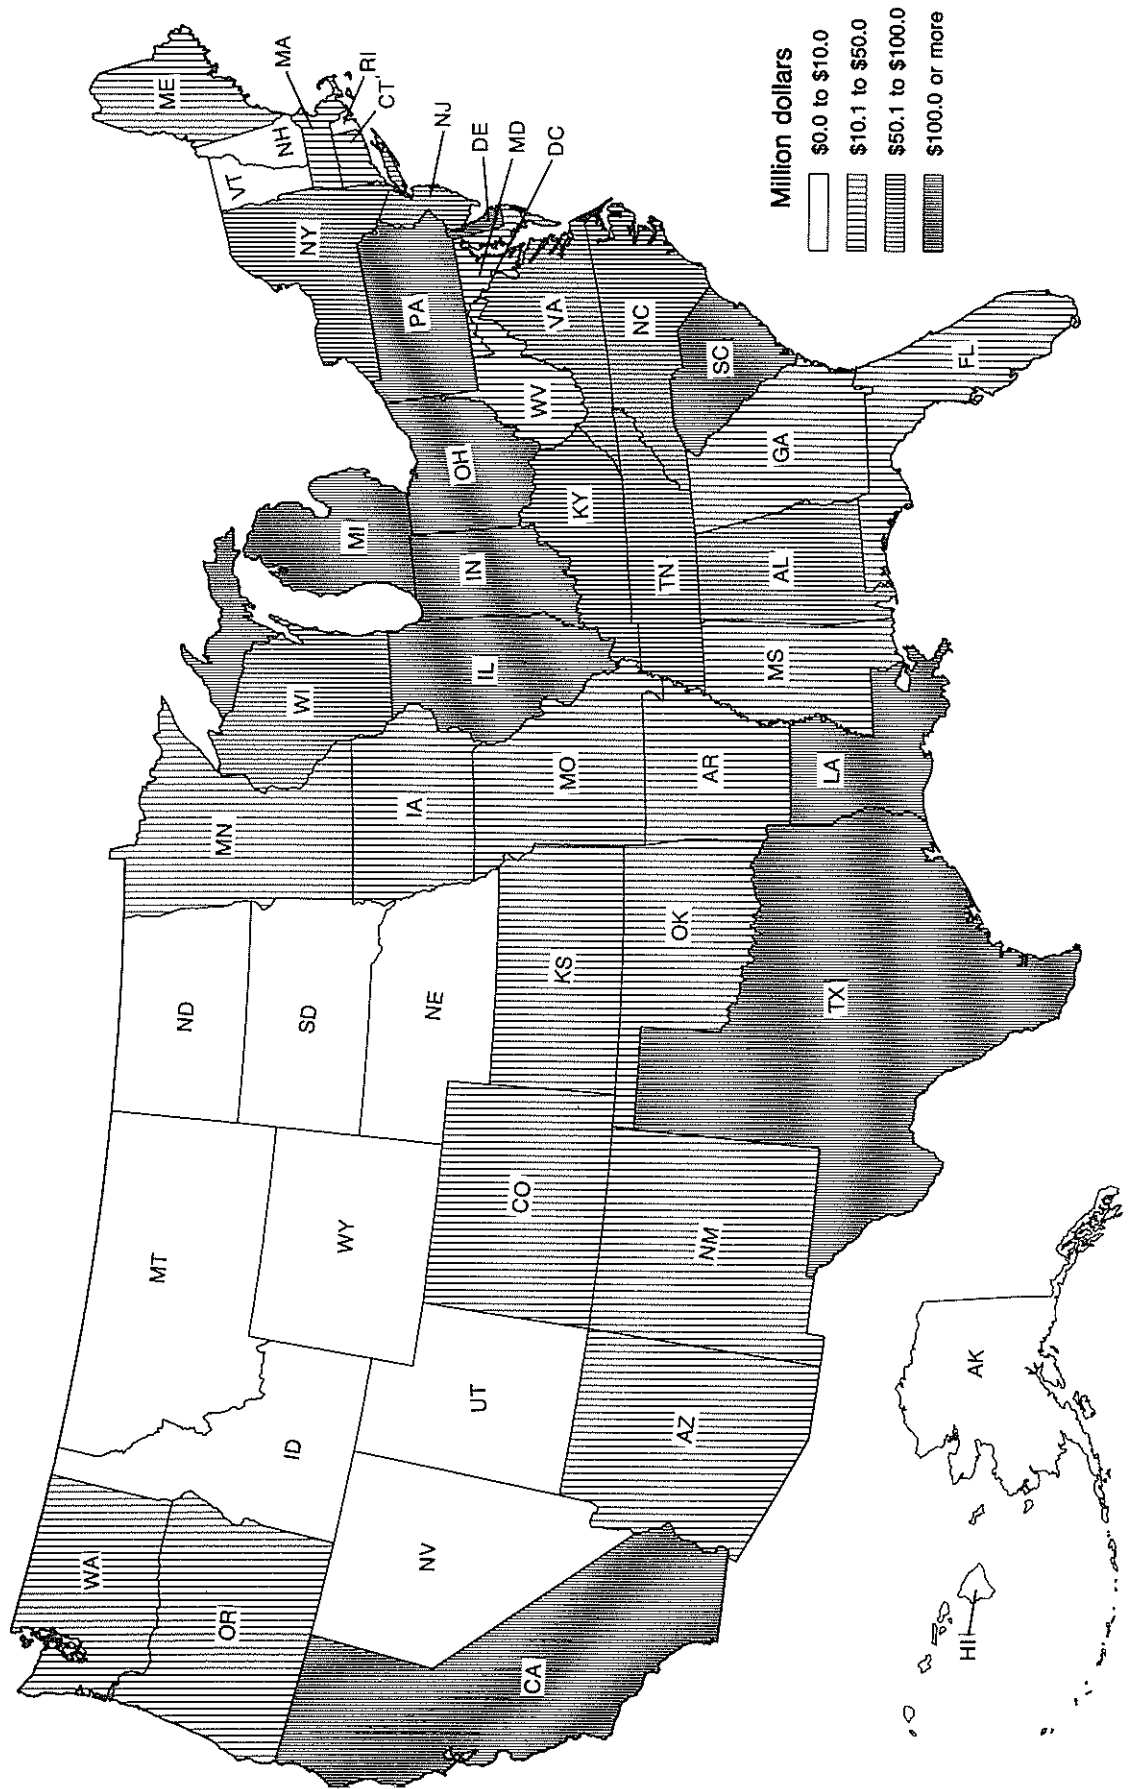 ME
VT
NH
MA
RI
CT
NY
NJ
PA
DE
MD
DC
WV
VA
NC
SC
GA
FL
OH
MI
IN
KY
TN
AL
MS
WI
IL
MN
IA
MO
AR
LA
ND
SD
NE
KS
OK
TX
MT
WY
CO
NM
ID
UT
AZ
WA
OR
NV
CA
AK
HI
Million dollars
$0.0 to $10.0
$10.1 to $50.0
$50.1 to $100.0
$100.0 or more